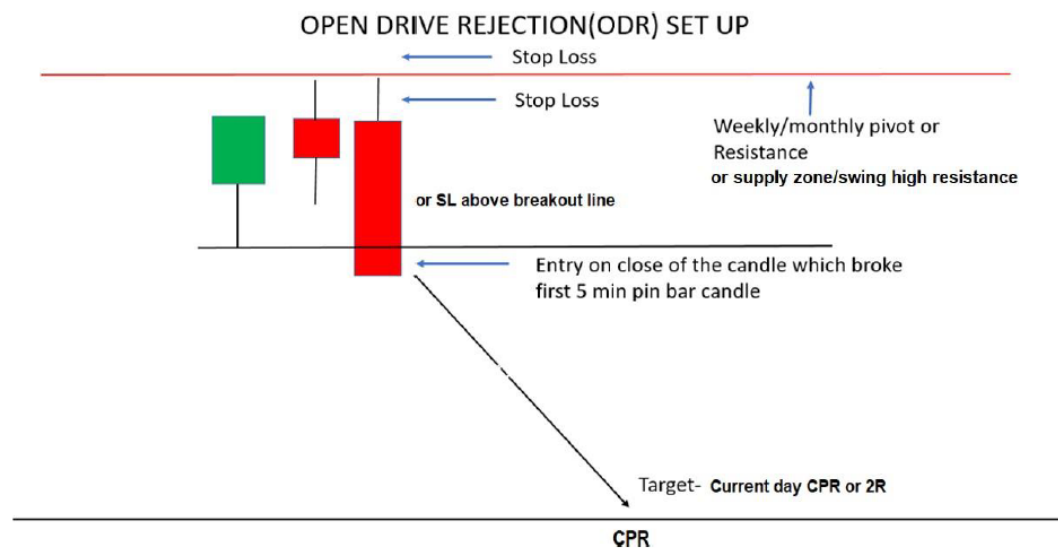 OPEN DRIVE REJECTION(ODR) SET UP
Stop Loss
Stop Loss
Weekly/monthly pivot or
Resistance
or supply zone/swing high resistance
or SL above breakout line
Entry on close of the candle which broke
first 5 min pin bar candle
Target- Current day CPR or 2R
CPR